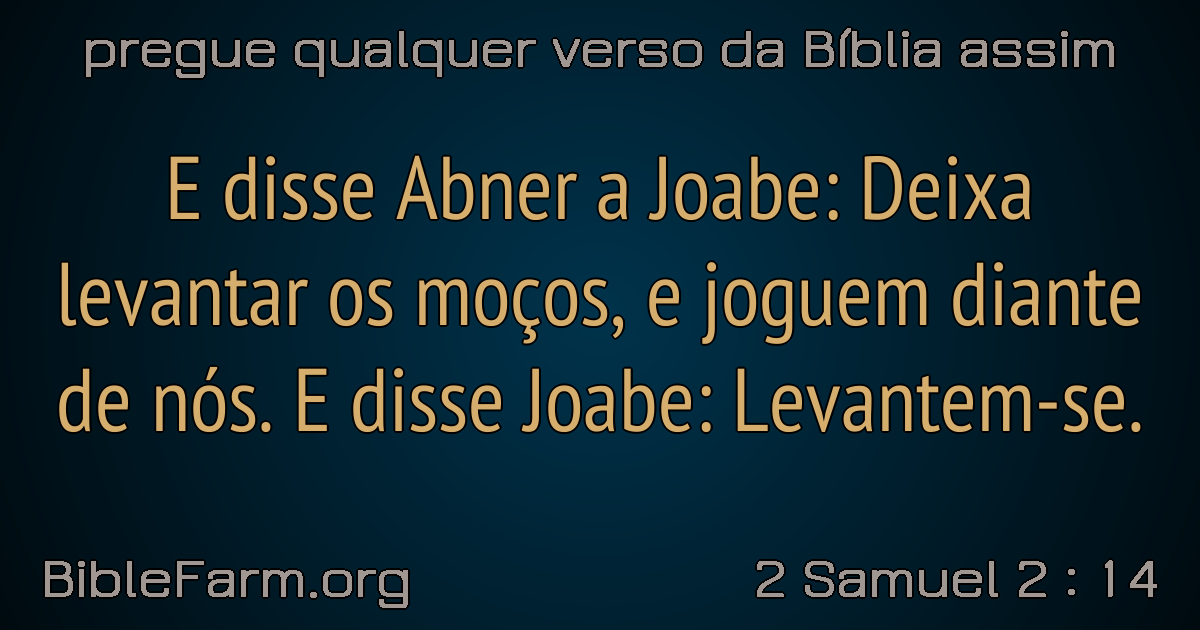 pregue qualquer verso da Bíblia assim
E disse Abner a Joabe: Deixa
levantar os moços, e joguem diante
de nós. E disse Joabe: Levantem-se.
BibleFarm.org
2 Samuel 2 : 14